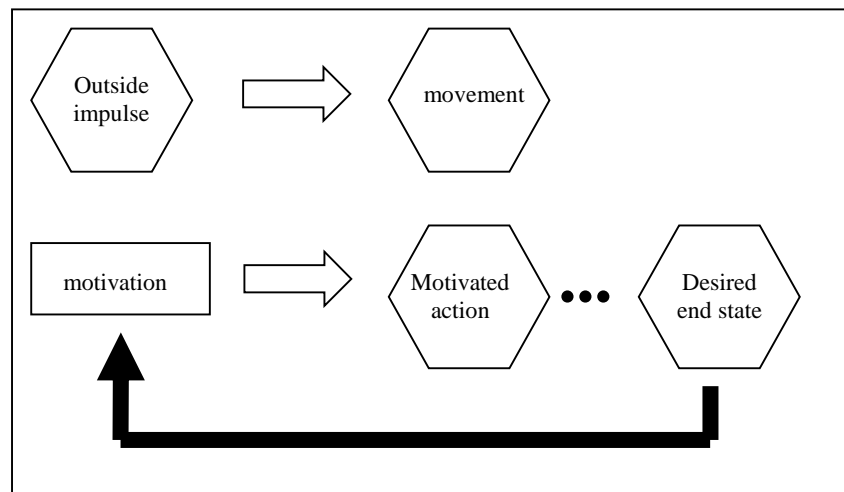 Outside
impulse
movement
motivation
Motivated
action
Desired
end state